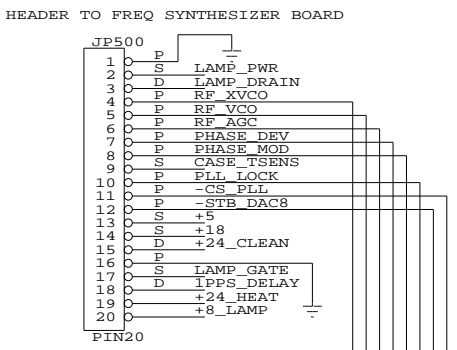 HEADER TO FREQ SYNTHESIZER BOARD
JP500
1 P
2 S LAMP_PWR
3 D LAMP_DRAIN
4 P RF_XVCO
5 P RF_VCO
6 P RF_AGC
7 P PHASE_DEV
8 P PHASE_MOD
9 S CASE_TSENS
10 P PLL_LOCK
11 P -CS_PLL
12 P -STB_DAC8
13 S +5
14 S +18
15 D +24_CLEAN
16 P
17 S LAMP_GATE
18 D 1PPS_DELAY
19 +24_HEAT
20 +8_LAMP
PIN20